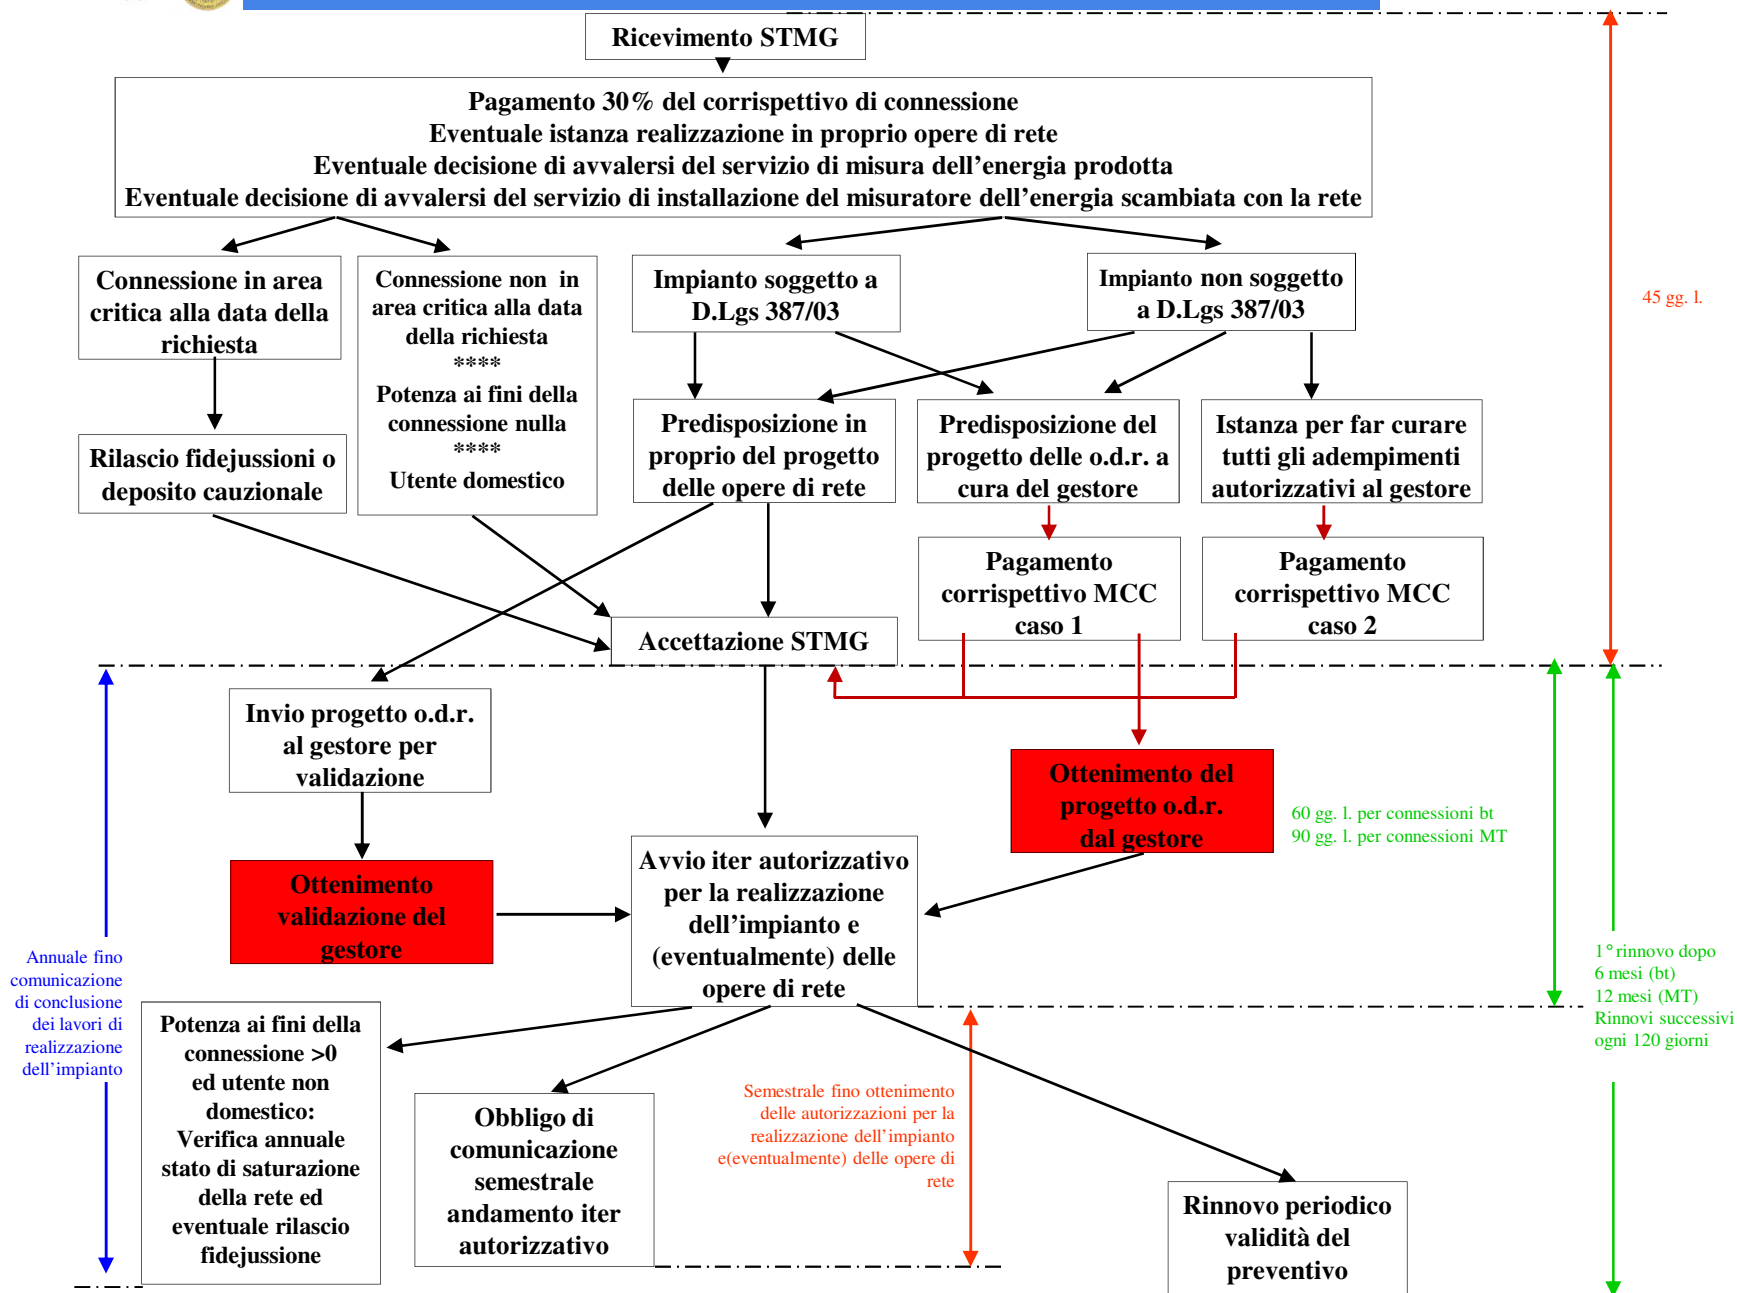 Ricevimento STMG
Pagamento 30% del corrispettivo di connessione
Eventuale istanza realizzazione in proprio opere di rete
Eventuale decisione di avvalersi del servizio di misura dell’energia prodotta
Eventuale decisione di avvalersi del servizio di installazione del misuratore dell’energia scambiata con la rete
Connessione in area
critica alla data della
richiesta
Connessione non in
area critica alla data
della richiesta
****
Potenza ai fini della
connessione nulla
****
Utente domestico
Impianto soggetto a
D.Lgs 387/03
Impianto non soggetto
a D.Lgs 387/03
45 gg. l.
Rilascio fidejussioni o
deposito cauzionale
Predisposizione in
proprio del progetto
delle opere di rete
Predisposizione del
progetto delle o.d.r. a
cura del gestore
Istanza per far curare
tutti gli adempimenti
autorizzativi al gestore
Pagamento
corrispettivo MCC
caso 1
Pagamento
corrispettivo MCC
caso 2
Accettazione STMG
Invio progetto o.d.r.
al gestore per
validazione
Ottenimento del
progetto o.d.r.
dal gestore
60 gg. l. per connessioni bt
90 gg. l. per connessioni MT
Ottenimento
validazione del
gestore
Avvio iter autorizzativo
per la realizzazione
dell’impianto e
(eventualmente) delle
opere di rete
Annuale fino
comunicazione
di conclusione
dei lavori di
realizzazione
dell’impianto
1° rinnovo dopo
6 mesi (bt)
12 mesi (MT)
Rinnovi successivi
ogni 120 giorni
Potenza ai fini della
connessione >0
ed utente non
domestico:
Verifica annuale
stato di saturazione
della rete ed
eventuale rilascio
fidejussione
Obbligo di
comunicazione
semestrale
andamento iter
autorizzativo
Semestrale fino ottenimento
delle autorizzazioni per la
realizzazione dell’impianto
e(eventualmente) delle opere di
rete
Rinnovo periodico
validità del
preventivo